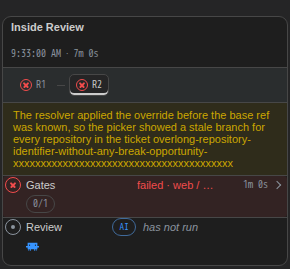 Inside Review
9:33:00 AM · 7m 0s
R1 — R2
The resolver applied the override before the base ref
was known, so the picker showed a stale branch for
every repository in the ticket overlong-repository-
identifier-without-any-break-opportunity-
xxxxxxxxxxxxxxxxxxxxxxxxxxxxxxxxxxxxxxxx
Gates failed · web / … 1m 0s
0/1
Review AI has not run